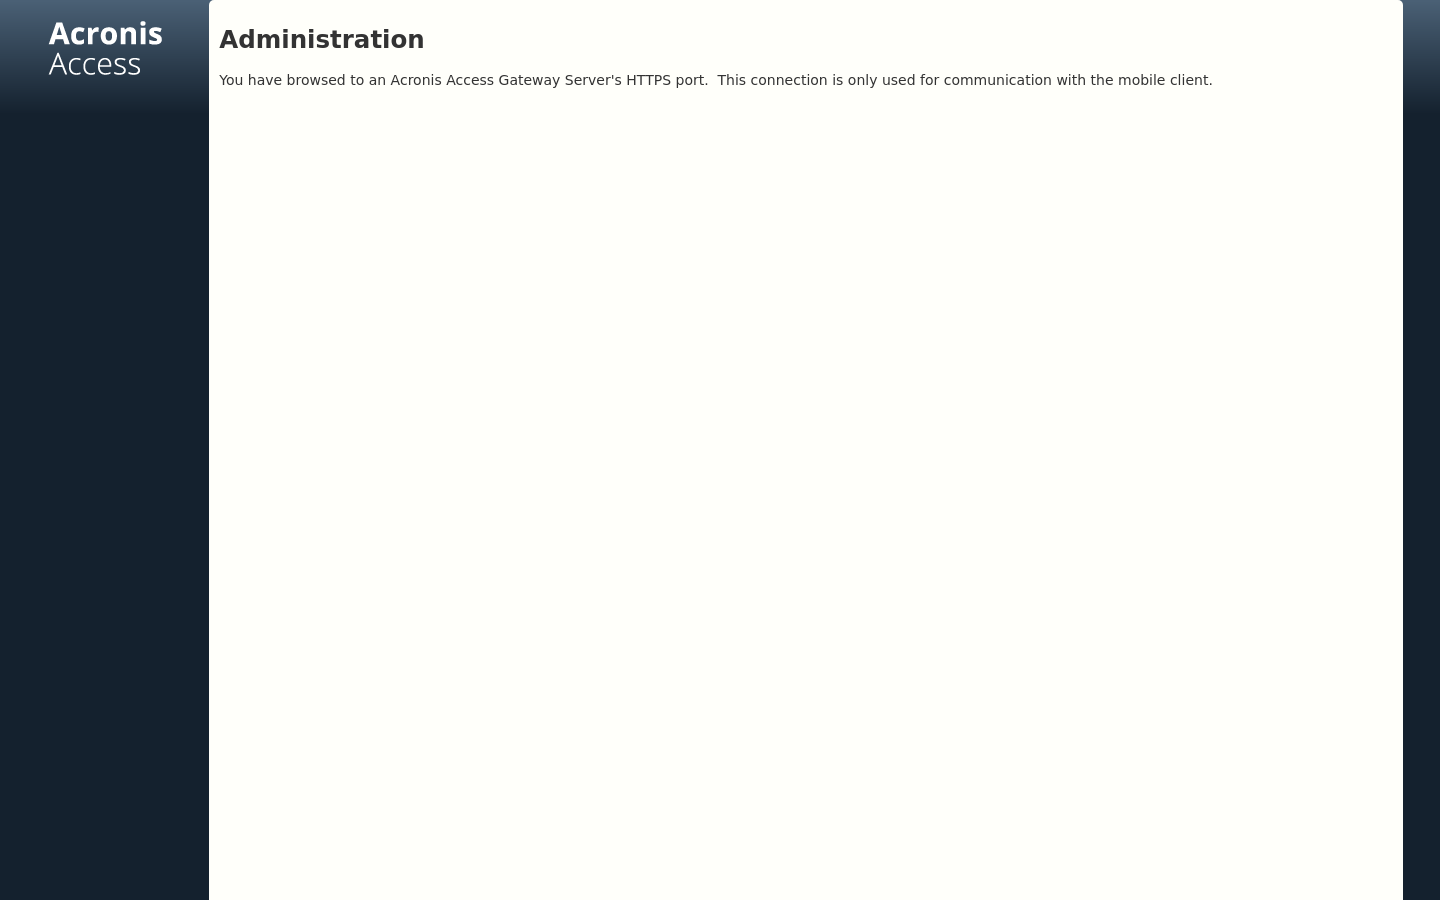 Acronis
Access
Administration
You have browsed to an Acronis Access Gateway Server's HTTPS port.  This connection is only used for communication with the mobile client.